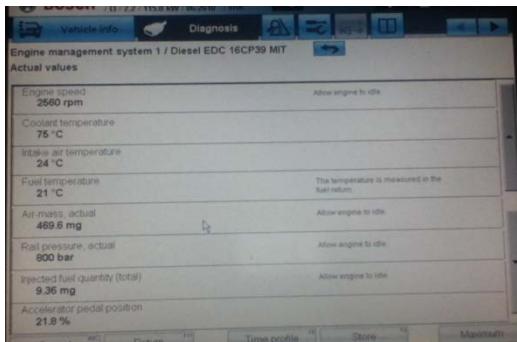 Vehicle info
Diagnosis
Engine management system 1 / Diesel EDC 16CP39 MIT
Actual values
Engine speed
2560 rpm
Allow engine to idle.
Coolant temperature
75 °C
Intake air temperature
24 °C
Fuel temperature
21 °C
The temperature is measured in the
fuel return.
Air-mass, actual
469.6 mg
Allow engine to idle.
Rail pressure, actual
800 bar
Allow engine to idle.
Injected fuel quantity (total)
9.36 mg
Allow engine to idle.
Accelerator pedal position
21.8 %
Time profile
Store
Maximum